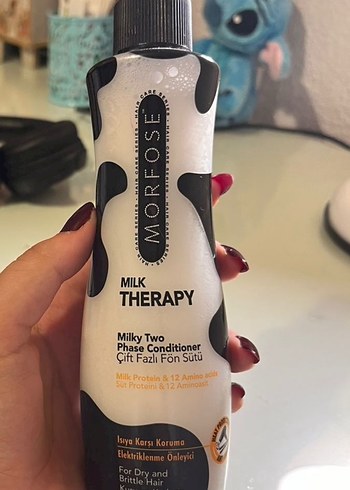 MORFOSE
MILK
THERAPY
Milky Two
Phase Conditioner
Çift Fazlı Fön Sütü
Milk Protein & 12 Amino acids
Süt Proteini & 12 Aminoasit
Isıya Karşı Koruma
Elektriklenme Önleyici
For Dry and
Brittle Hair